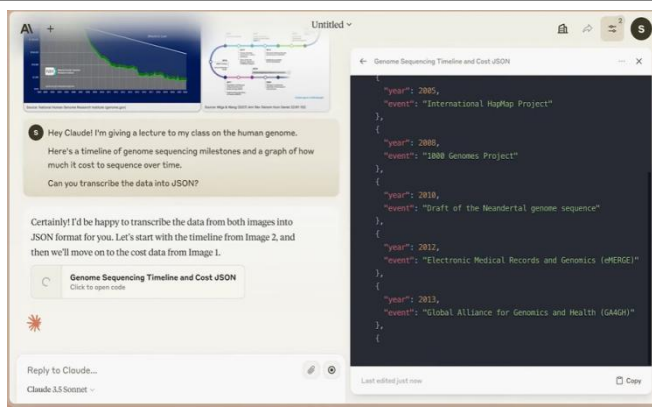 Untitled
2
S
Source: National Human Genome Research Institute (genome.gov)
S
Hey Claude! I'm giving a lecture to my class on the human genome.
Here's a timeline of genome sequencing milestones and a graph of how
much it cost to sequence over time.
Can you transcribe the data into JSON?
Certainly! I'd be happy to transcribe the data from both images into
JSON format for you. Let's start with the timeline from Image 2, and
then we'll move on to the cost data from Image 1.
Genome Sequencing Timeline and Cost JSON
Click to open code
Reply to Claude...
Claude 3.5 Sonnet
Genome Sequencing Timeline and Cost JSON
{
"year": 2005,
"event": "International HapMap Project"
},
{
"year": 2008,
"event": "1000 Genomes Project"
},
{
"year": 2010,
"event": "Draft of the Neandertal genome sequence"
},
{
"year": 2012,
"event": "Electronic Medical Records and Genomics (eMERGE)"
},
{
"year": 2013,
"event": "Global Alliance for Genomics and Health (GA4GH)"
},
{
Last edited just now
Copy